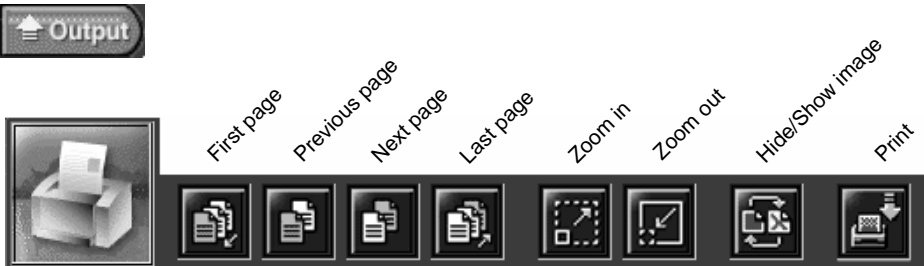 Output
First page
Previous page
Next page
Last page
Zoom in
Zoom out
Hide/Show image
Print